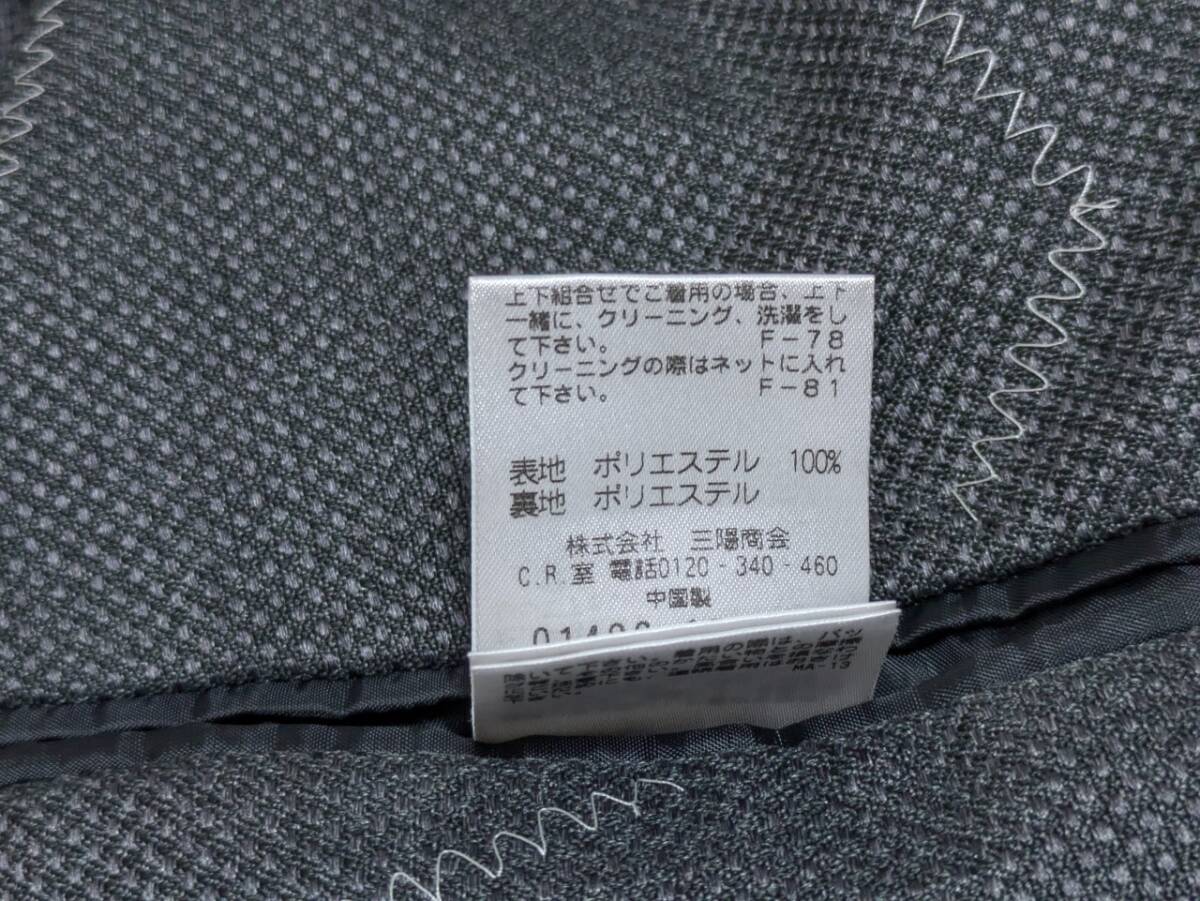 上下組合せでご着用の場合、上下
一緒に、クリーニング、洗濯をし
て下さい。 F-78
クリーニングの際はネットに入れ
て下さい。 F-81
表地 ポリエステル 100%
裏地 ポリエステル
株式会社 三陽商会
C.R.室 電話0120-340-460
中国製